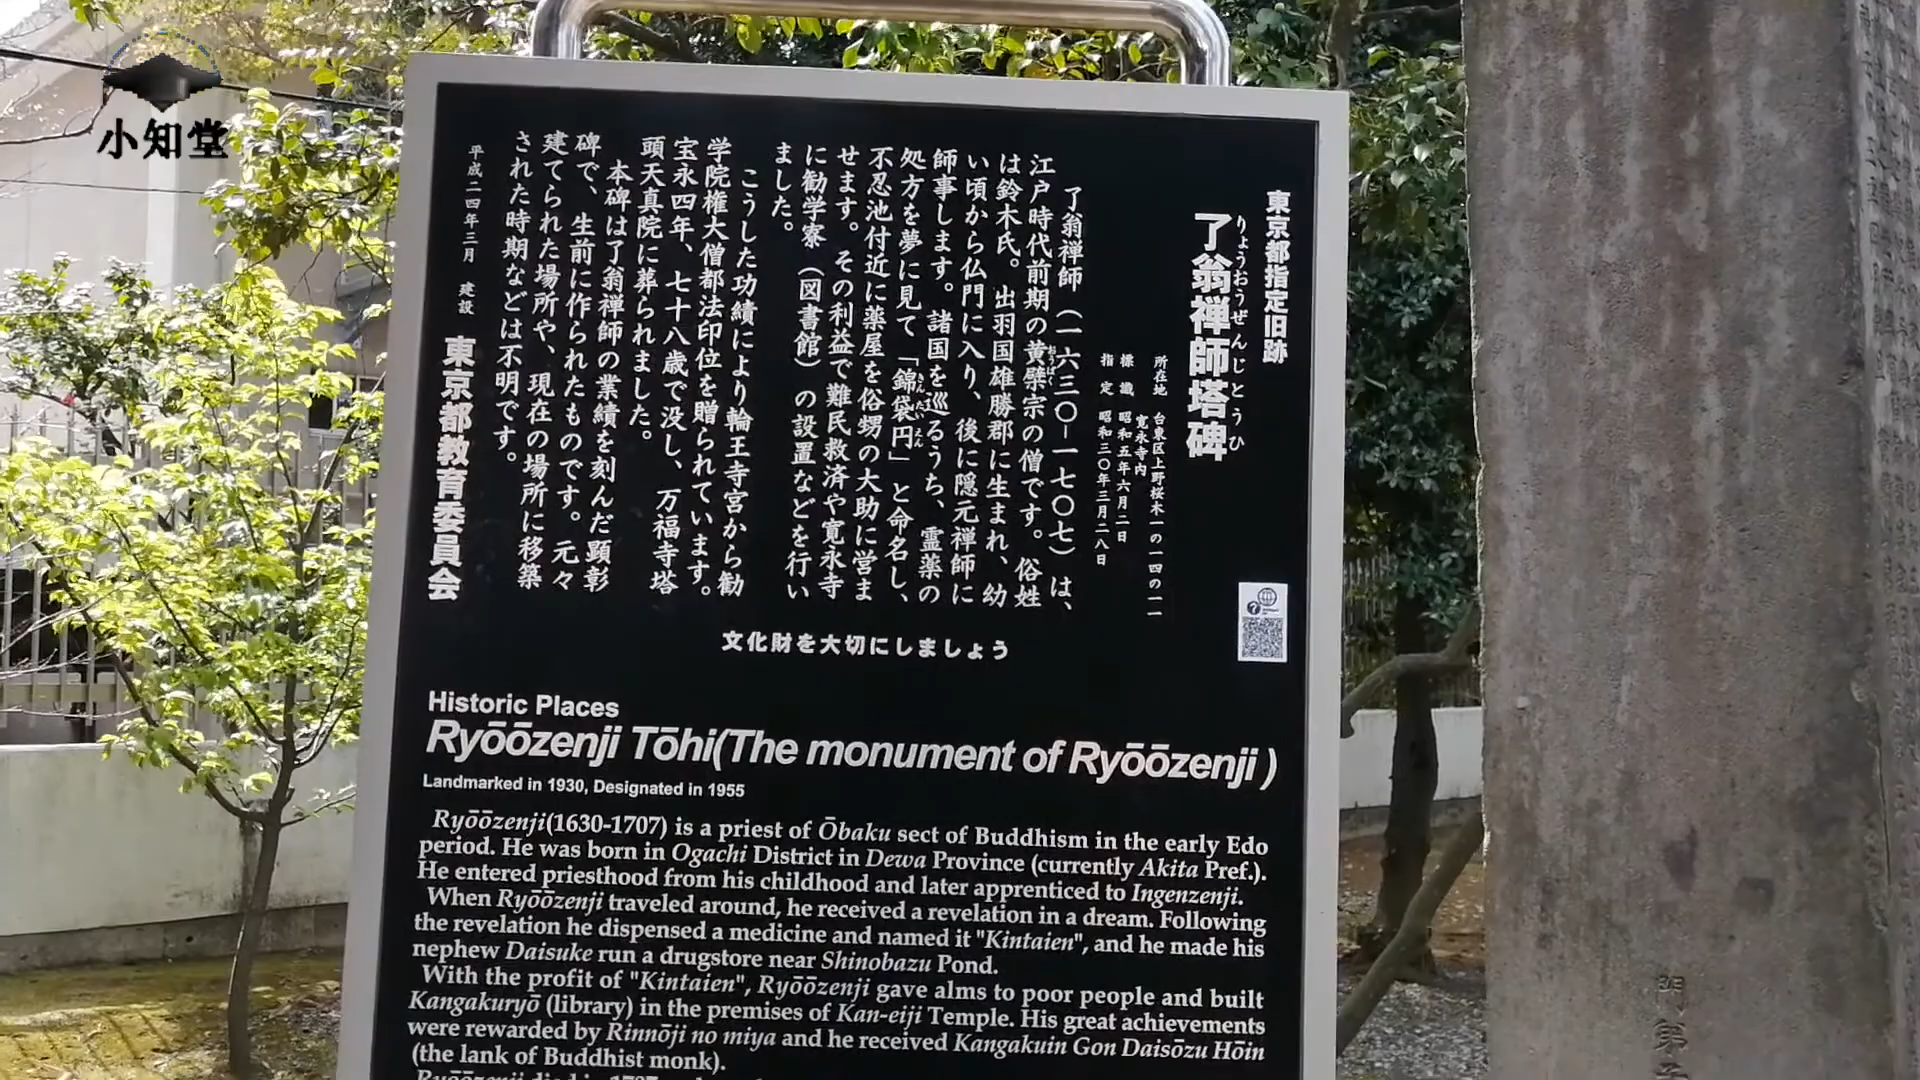 小知堂
東京都指定旧跡
りょうおうぜんじとうひ
了翁禅師塔碑
所在地 台東区上野桜木一の一四の一一
寛永寺内
標識 昭和五年六月二日
指定 昭和三〇年三月二八日
了翁禅師（一六三〇−一七〇七）は、
江戸時代前期の黄檗宗の僧です。俗姓
おうばく
は鈴木氏。出羽国雄勝郡に生まれ、幼
い頃から仏門に入り、後に隠元禅師に
師事します。諸国を巡るうち、霊薬の
処方を夢に見て「錦袋円」と命名し、
きんたいえん
不忍池付近に薬屋を俗甥の大助に営ま
せます。その利益で難民救済や寛永寺
に勧学寮（図書館）の設置などを行い
ました。
こうした功績により輪王寺宮から勧
学院権大僧都法印位を贈られています。
宝永四年、七十八歳で没し、万福寺塔
頭天真院に葬られました。
本碑は了翁禅師の業績を刻んだ顕彰
碑で、生前に作られたものです。元々
建てられた場所や、現在の場所に移築
された時期などは不明です。
平成二四年三月 建設
東京都教育委員会
文化財を大切にしましょう
Historic Places
Ryōōzenji Tōhi(The monument of Ryōōzenji )
Landmarked in 1930, Designated in 1955
Ryōōzenji(1630-1707) is a priest of Ōbaku sect of Buddhism in the early Edo
period. He was born in Ogachi District in Dewa Province (currently Akita Pref.).
He entered priesthood from his childhood and later apprenticed to Ingenzenji.
When Ryōōzenji traveled around, he received a revelation in a dream. Following
the revelation he dispensed a medicine and named it "Kintaien", and he made his
nephew Daisuke run a drugstore near Shinobazu Pond.
With the profit of "Kintaien", Ryōōzenji gave alms to poor people and built
Kangakuryō (library) in the premises of Kan-eiji Temple. His great achievements
were rewarded by Rinnōji no miya and he received Kangakuin Gon Daisōzu Hōin
(the lank of Buddhist monk).
Ryōōzenji died in 1707
門弟子